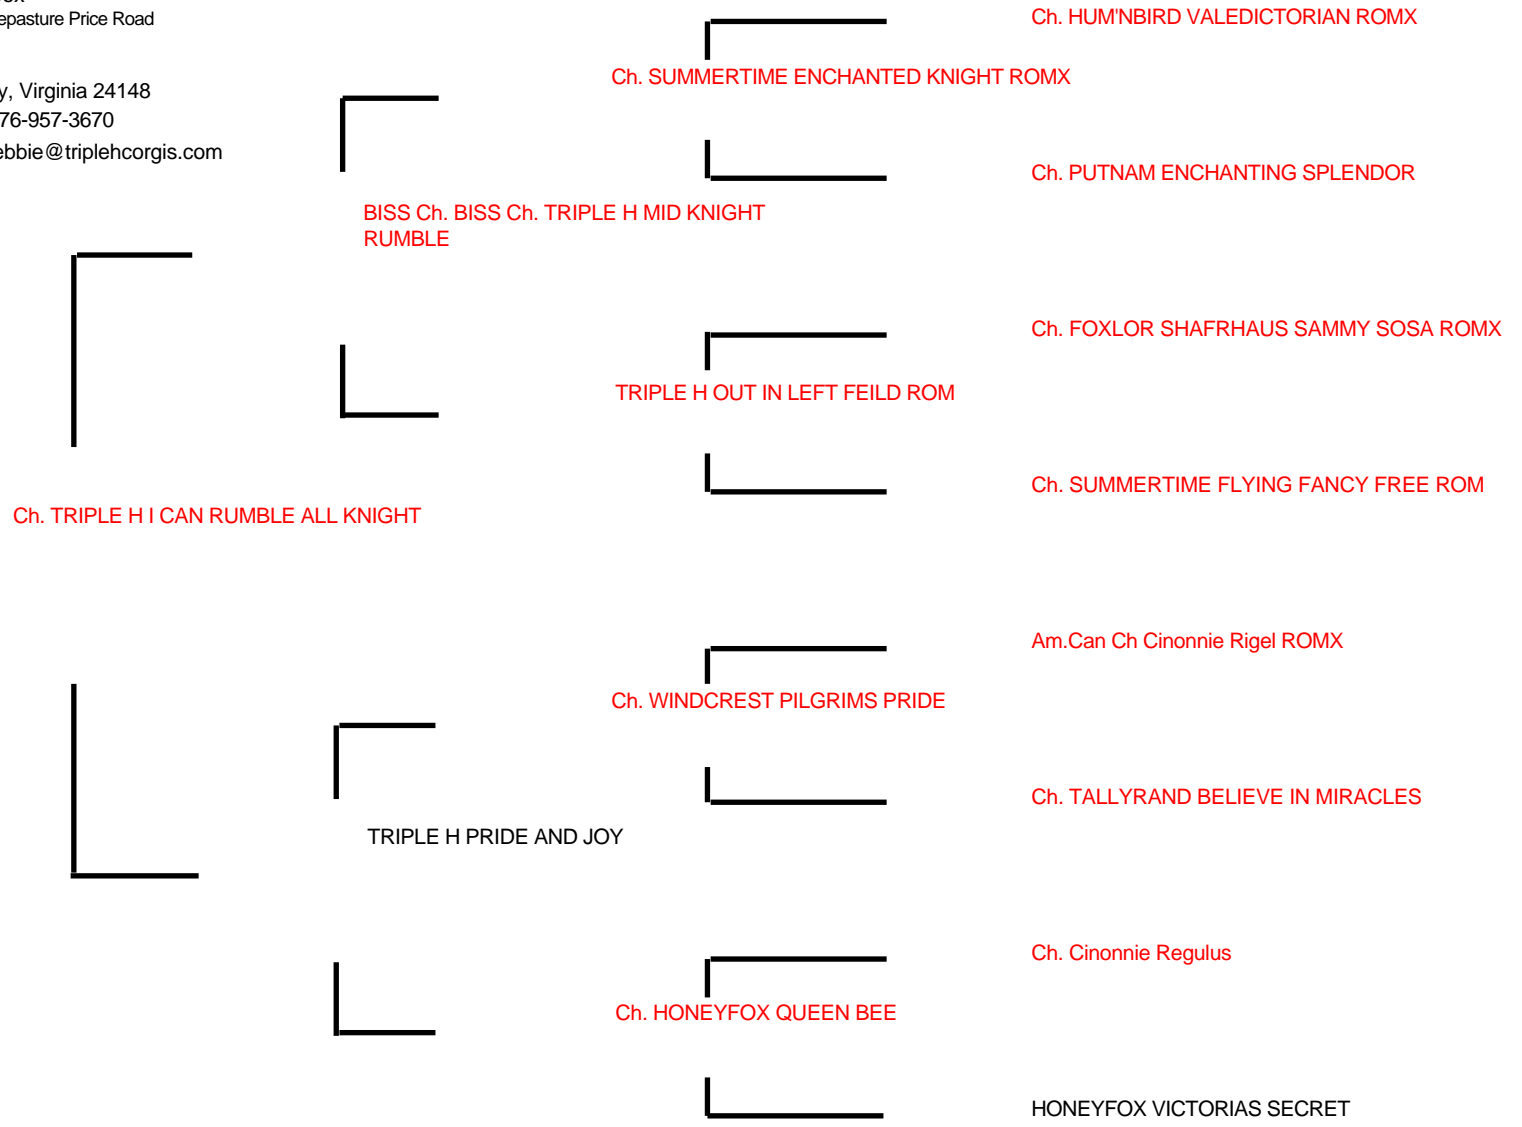 epasture Price Road
y, Virginia 24148
76-957-3670
ebbie@triplehcorgis.com
Ch. HUM'NBIRD VALEDICTORIAN ROMX
Ch. SUMMERTIME ENCHANTED KNIGHT ROMX
Ch. PUTNAM ENCHANTING SPLENDOR
BISS Ch. BISS Ch. TRIPLE H MID KNIGHT
RUMBLE
Ch. FOXLOR SHAFRHAUS SAMMY SOSA ROMX
TRIPLE H OUT IN LEFT FEILD ROM
Ch. SUMMERTIME FLYING FANCY FREE ROM
Ch. TRIPLE H I CAN RUMBLE ALL KNIGHT
Am.Can Ch Cinonnie Rigel ROMX
Ch. WINDCREST PILGRIMS PRIDE
Ch. TALLYRAND BELIEVE IN MIRACLES
TRIPLE H PRIDE AND JOY
Ch. Cinonnie Regulus
Ch. HONEYFOX QUEEN BEE
HONEYFOX VICTORIAS SECRET